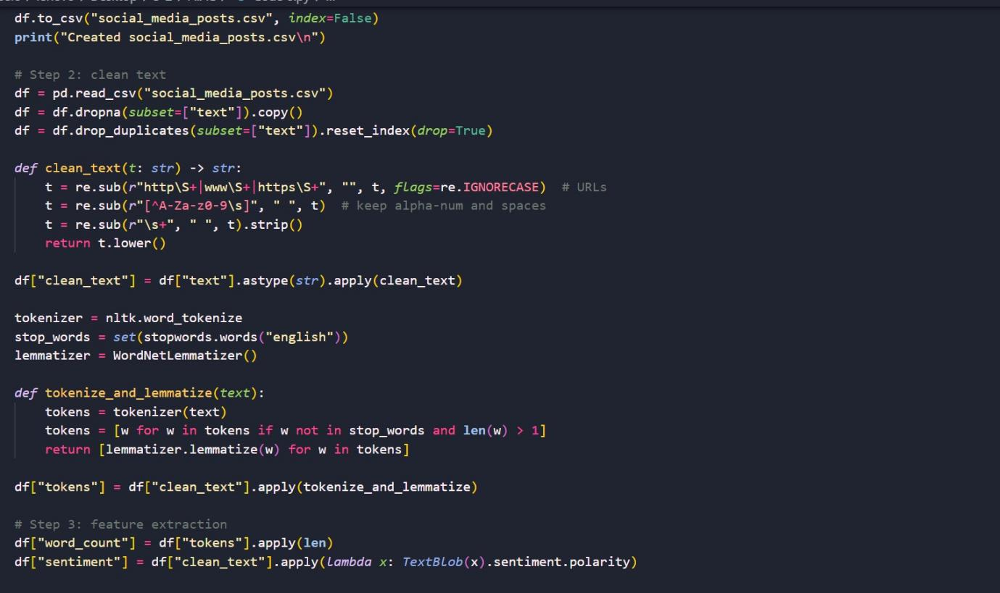 df.to_csv("social_media_posts.csv", index=False)
print("Created social_media_posts.csv\n")
# Step 2: clean text
df = pd.read_csv("social_media_posts.csv")
df = df.dropna(subset=["text"]).copy()
df = df.drop_duplicates(subset=["text"]).reset_index(drop=True)
def clean_text(t: str) -> str:
    t = re.sub(r"http\S+|www\S+|https\S+", "", t, flags=re.IGNORECASE)  # URLs
    t = re.sub(r"[^A-Za-z0-9\s]", " ", t)  # keep alpha-num and spaces
    t = re.sub(r"\s+", " ", t).strip()
    return t.lower()
df["clean_text"] = df["text"].astype(str).apply(clean_text)
tokenizer = nltk.word_tokenize
stop_words = set(stopwords.words("english"))
lemmatizer = WordNetLemmatizer()
def tokenize_and_lemmatize(text):
    tokens = tokenizer(text)
    tokens = [w for w in tokens if w not in stop_words and len(w) > 1]
    return [lemmatizer.lemmatize(w) for w in tokens]
df["tokens"] = df["clean_text"].apply(tokenize_and_lemmatize)
# Step 3: feature extraction
df["word_count"] = df["tokens"].apply(len)
df["sentiment"] = df["clean_text"].apply(lambda x: TextBlob(x).sentiment.polarity)